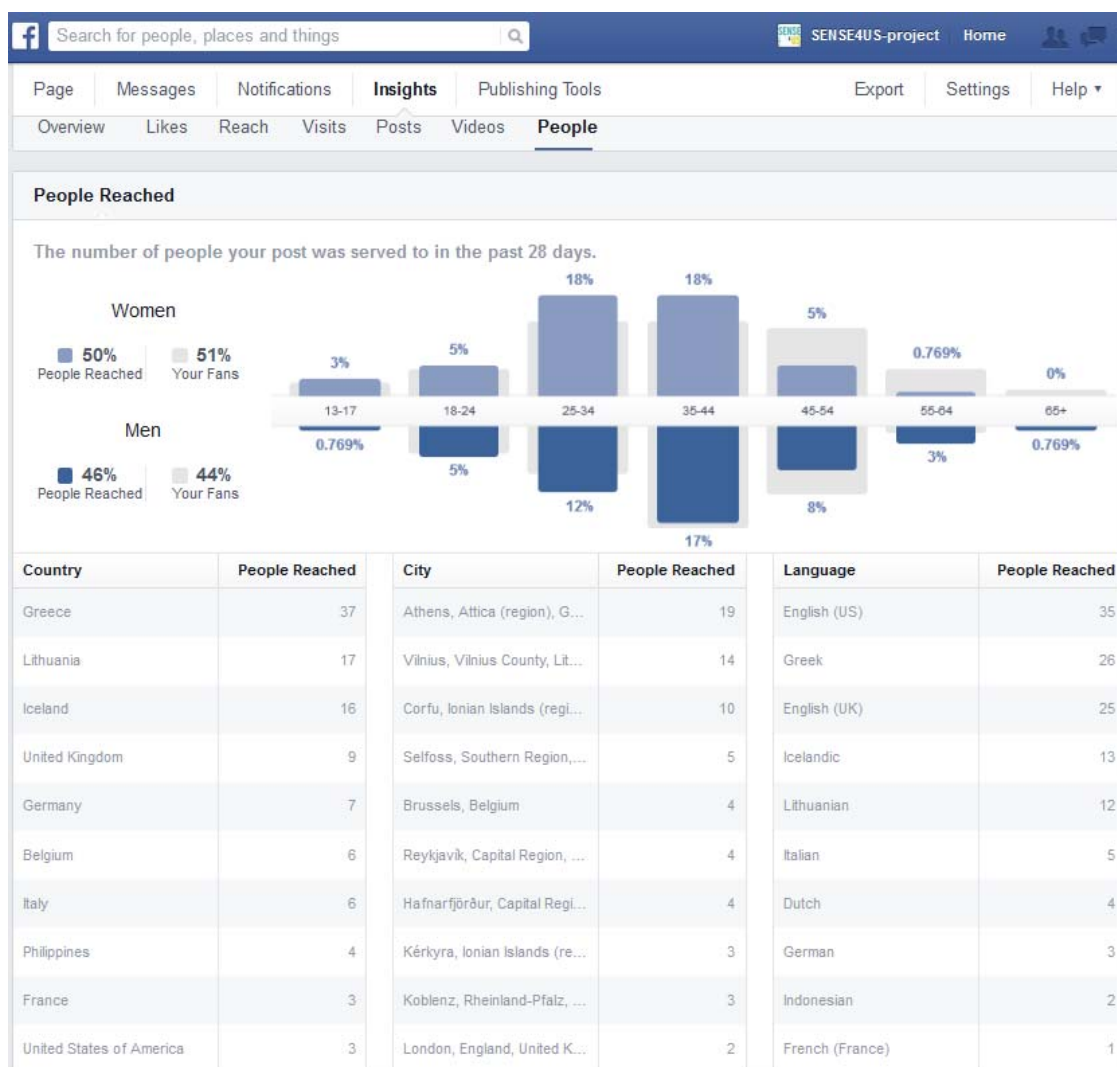 f Search for people, places and things SENSE4US-project Home
Page Messages Notifications Insights Publishing Tools Export Settings Help
Overview Likes Reach Visits Posts Videos People
People Reached
The number of people your post was served to in the past 28 days.
Women
50% People Reached
51% Your Fans
Men
46% People Reached
44% Your Fans
3% 5% 18% 18% 5% 0.769% 0%
13-17 18-24 25-34 35-44 45-54 55-64 65+
0.769% 5% 12% 17% 8% 3% 0.769%
Country People Reached
Greece 37
Lithuania 17
Iceland 16
United Kingdom 9
Germany 7
Belgium 6
Italy 6
Philippines 4
France 3
United States of America 3
City People Reached
Athens, Attica (region), G... 19
Vilnius, Vilnius County, Lit... 14
Corfu, Ionian Islands (regi... 10
Selfoss, Southern Region,... 5
Brussels, Belgium 4
Reykjavík, Capital Region, ... 4
Hafnarfjörður, Capital Regi... 4
Kérkyra, Ionian Islands (re... 3
Koblenz, Rheinland-Pfalz, ... 3
London, England, United K... 2
Language People Reached
English (US) 35
Greek 26
English (UK) 25
Icelandic 13
Lithuanian 12
Italian 5
Dutch 4
German 3
Indonesian 2
French (France) 1